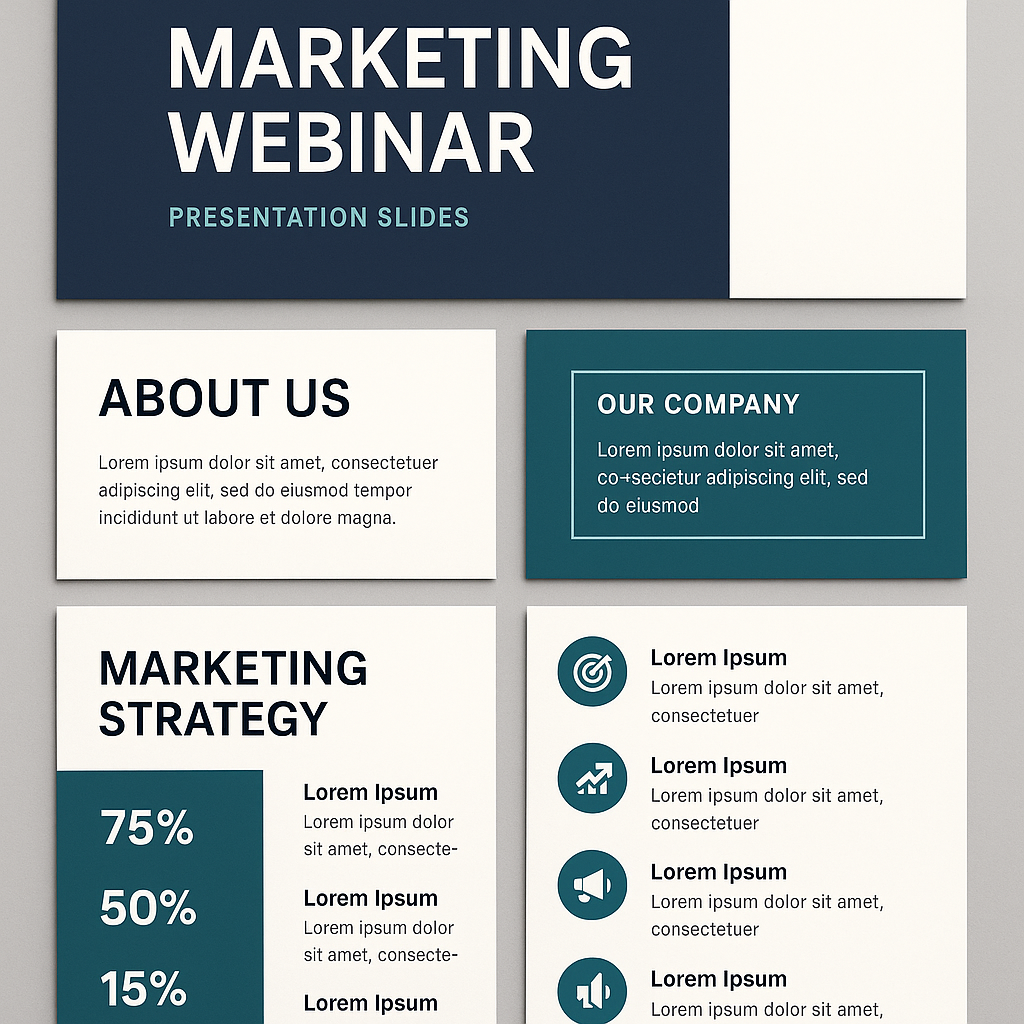 MARKETING
WEBINAR
PRESENTATION SLIDES
ABOUT US
Lorem ipsum dolor sit amet, consectetuer
adipiscing elit, sed do eiusmod tempor
incididunt ut labore et dolore magna.
OUR COMPANY
Lorem ipsum dolor sit amet,
co→secietur adipiscing elit, sed
do eiusmod
MARKETING
STRATEGY
75%
50%
15%
Lorem Ipsum
Lorem ipsum dolor
sit amet, consecte-
Lorem Ipsum
Lorem ipsum dolor
sit amet, consecte-
Lorem Ipsum
Lorem Ipsum
Lorem ipsum dolor sit amet,
consectetuer
Lorem Ipsum
Lorem ipsum dolor sit amet,
consectetuer
Lorem Ipsum
Lorem ipsum dolor sit amet,
consectetuer
Lorem Ipsum
Lorem ipsum dolor sit amet,